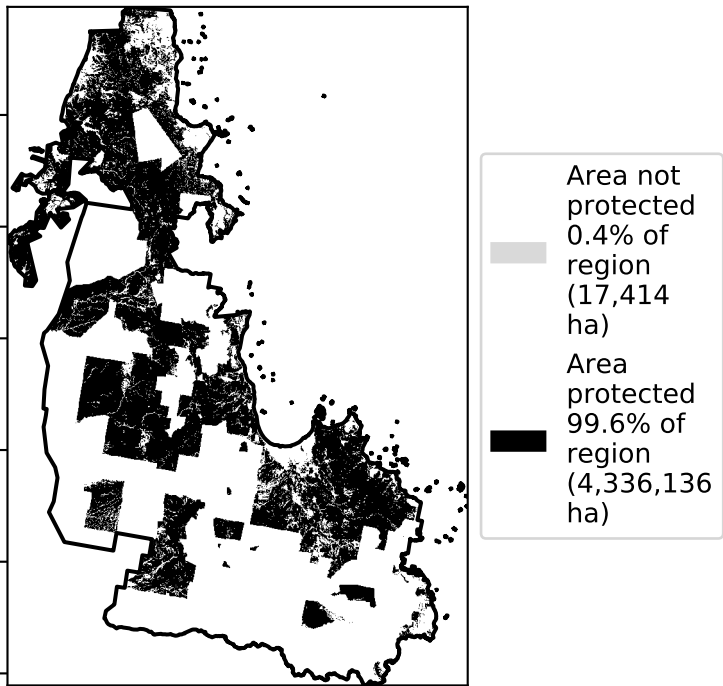 Area not
protected
0.4% of
region
(17,414
ha)
Area
protected
99.6% of
region
(4,336,136
ha)